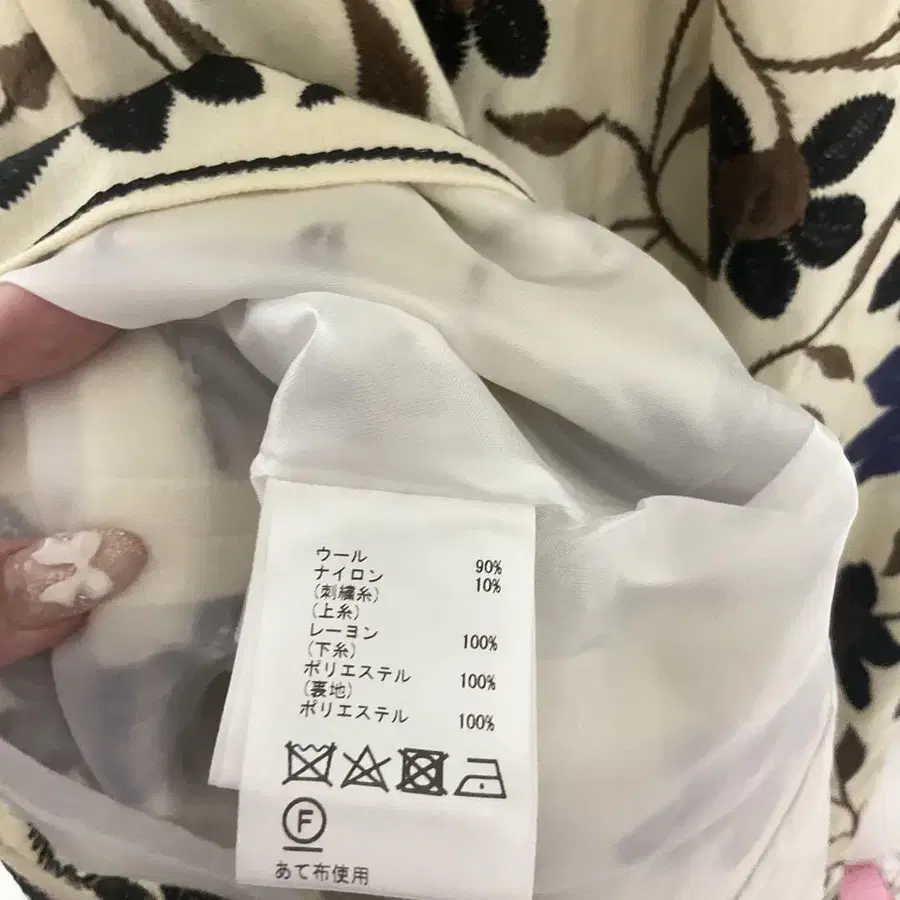 ウール 90%
ナイロン 10%
(刺繍糸)
(上糸)
レーヨン 100%
(下糸)
ポリエステル 100%
(裏地)
ポリエステル 100%
F
あて布使用